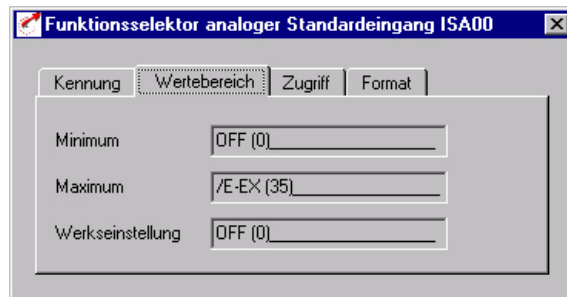 Funktionsselektor analoger Standardeingang ISA00
Kennung Wertebereich Zugriff Format
Minimum OFF (0)
Maximum /E-EX (35)
Werkseinstellung OFF (0)